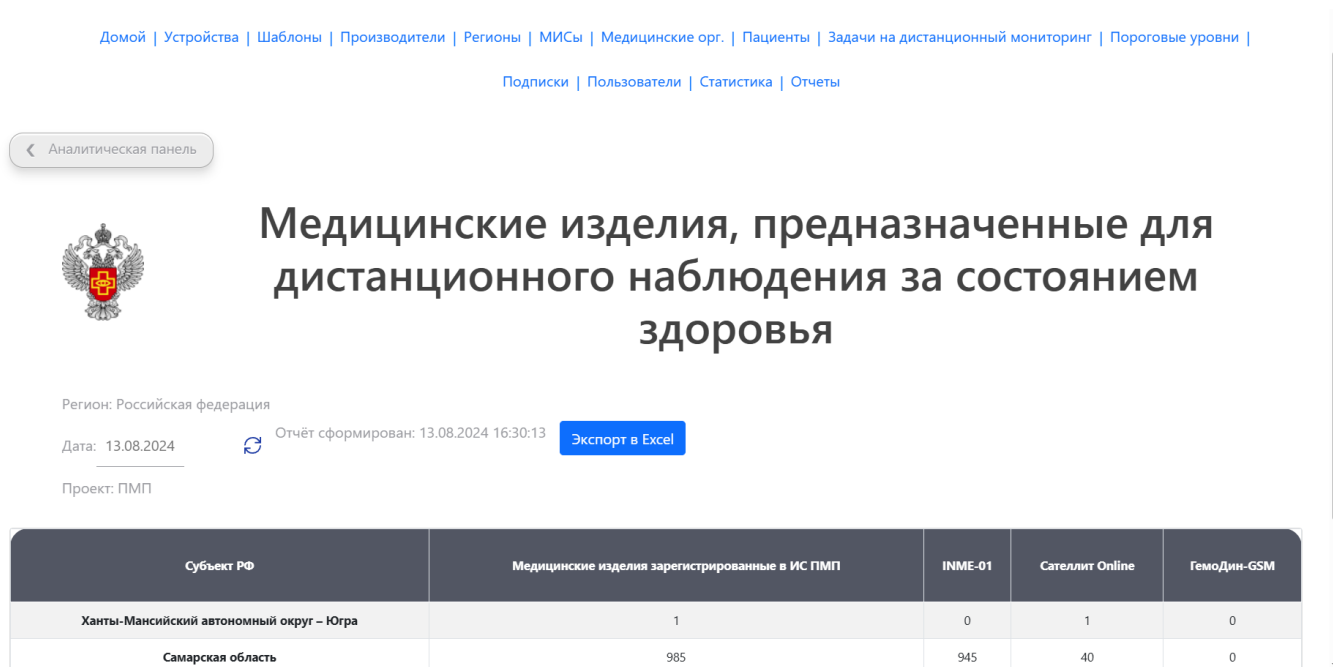 Домой | Устройства | Шаблоны | Производители | Регионы | МИСы | Медицинские орг. | Пациенты | Задачи на дистанционный мониторинг | Пороговые уровни |
Подписки | Пользователи | Статистика | Отчеты
❮ Аналитическая панель
Медицинские изделия, предназначенные для
дистанционного наблюдения за состоянием
здоровья
Регион: Российская федерация
Дата: 13.08.2024 Отчёт сформирован: 13.08.2024 16:30:13 Экспорт в Excel
Проект: ПМП
Субъект РФ Медицинские изделия зарегистрированные в ИС ПМП INME-01 Сателлит Online ГемоДин-GSM
Ханты-Мансийский автономный округ – Югра 1 0 1 0
Самарская область 985 945 40 0